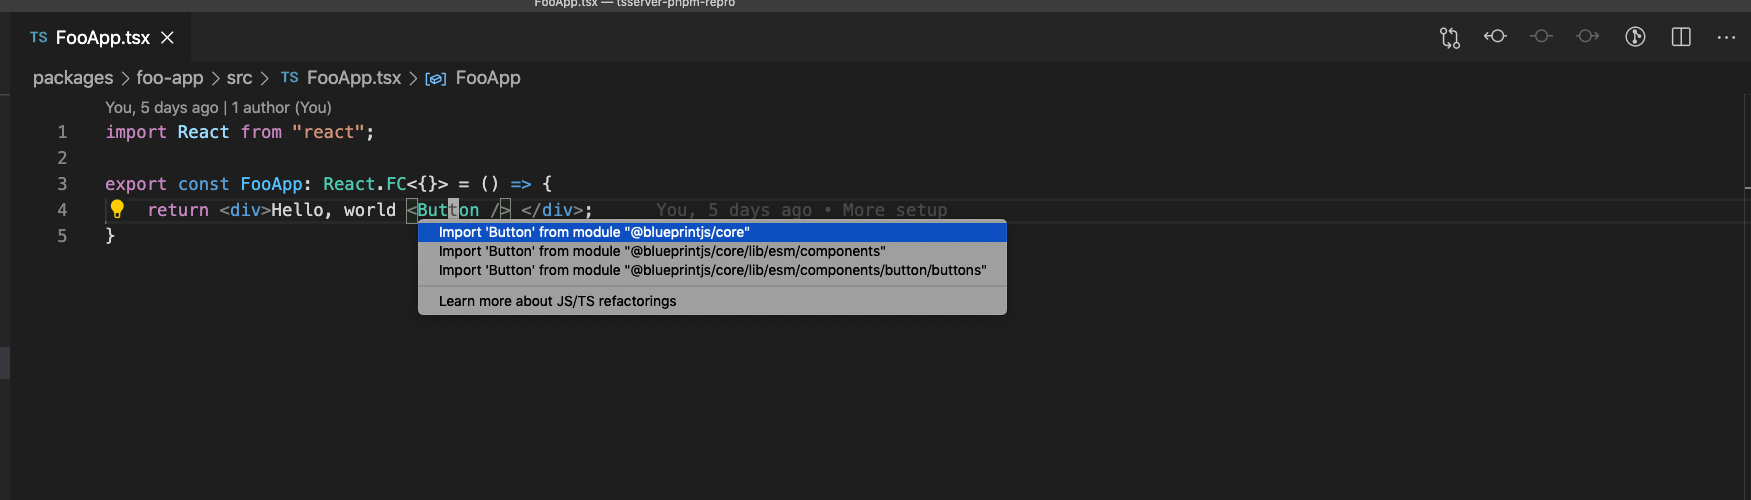 FooApp.tsx — tsserver-pnpm-repro
TS FooApp.tsx
packages > foo-app > src > TS FooApp.tsx > FooApp
You, 5 days ago | 1 author (You)
1 import React from "react";
2
3 export const FooApp: React.FC<{}> = () => {
4 return <div>Hello, world <Button /> </div>; You, 5 days ago • More setup
Import 'Button' from module "@blueprintjs/core"
5 }
Import 'Button' from module "@blueprintjs/core/lib/esm/components"
Import 'Button' from module "@blueprintjs/core/lib/esm/components/button/buttons"
Learn more about JS/TS refactorings